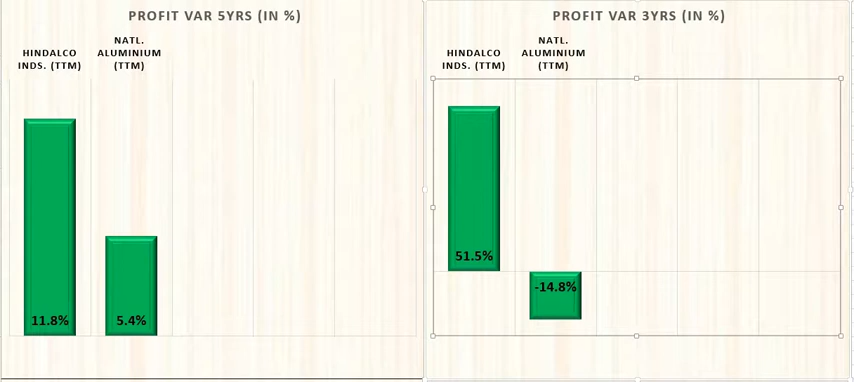 PROFIT VAR 5YRS (IN %)
HINDALCO
INDS. (TTM)
NATL.
ALUMINIUM
(TTM)
11.8%
5.4%
PROFIT VAR 3YRS (IN %)
HINDALCO
INDS. (TTM)
NATL.
ALUMINIUM
(TTM)
51.5%
-14.8%